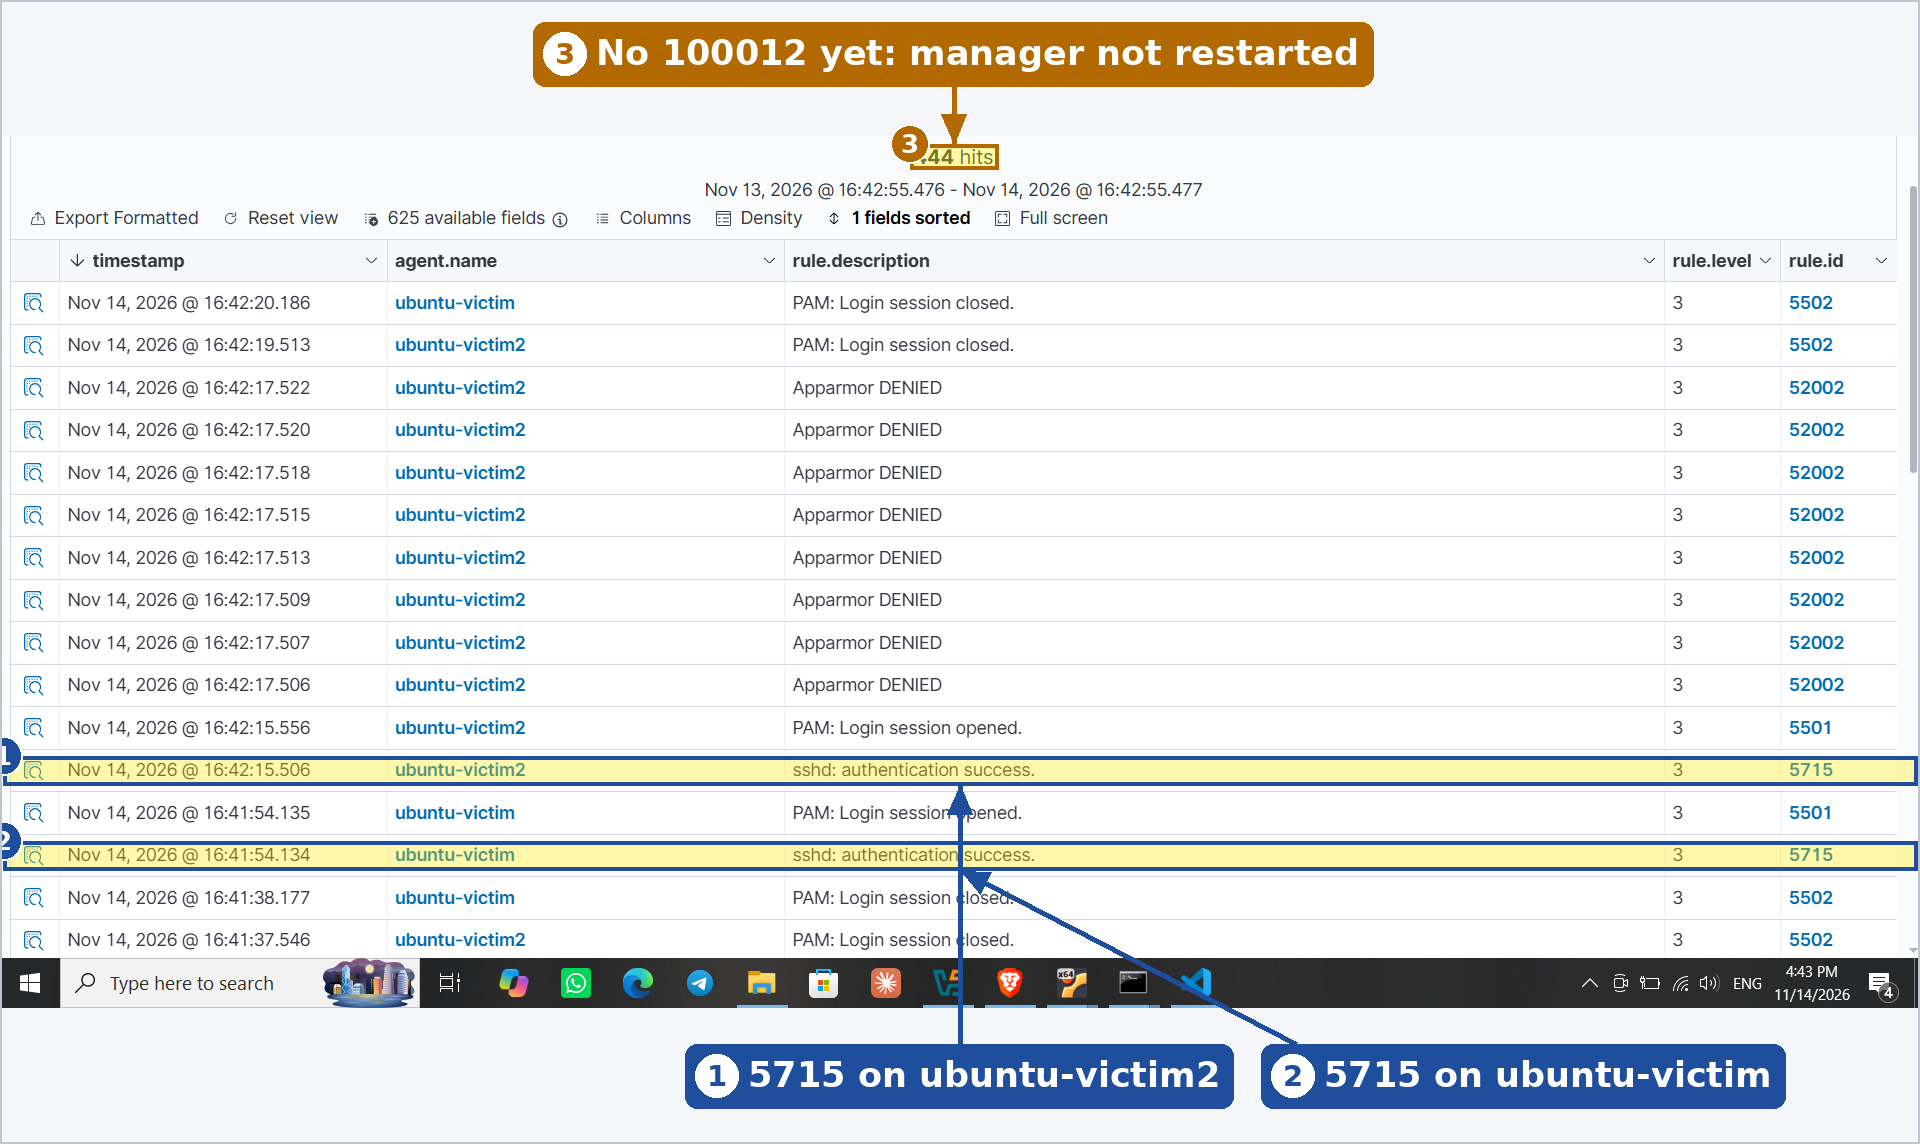 3 No 100012 yet: manager not restarted
3
44 hits
Nov 13, 2026 @ 16:42:55.476 - Nov 14, 2026 @ 16:42:55.477
Export Formatted Reset view 625 available fields Columns Density 1 fields sorted Full screen
timestamp agent.name rule.description rule.level rule.id
Nov 14, 2026 @ 16:42:20.186 ubuntu-victim PAM: Login session closed. 3 5502
Nov 14, 2026 @ 16:42:19.513 ubuntu-victim2 PAM: Login session closed. 3 5502
Nov 14, 2026 @ 16:42:17.522 ubuntu-victim2 Apparmor DENIED 3 52002
Nov 14, 2026 @ 16:42:17.520 ubuntu-victim2 Apparmor DENIED 3 52002
Nov 14, 2026 @ 16:42:17.518 ubuntu-victim2 Apparmor DENIED 3 52002
Nov 14, 2026 @ 16:42:17.515 ubuntu-victim2 Apparmor DENIED 3 52002
Nov 14, 2026 @ 16:42:17.513 ubuntu-victim2 Apparmor DENIED 3 52002
Nov 14, 2026 @ 16:42:17.509 ubuntu-victim2 Apparmor DENIED 3 52002
Nov 14, 2026 @ 16:42:17.507 ubuntu-victim2 Apparmor DENIED 3 52002
Nov 14, 2026 @ 16:42:17.506 ubuntu-victim2 Apparmor DENIED 3 52002
Nov 14, 2026 @ 16:42:15.556 ubuntu-victim2 PAM: Login session opened. 3 5501
1 Nov 14, 2026 @ 16:42:15.506 ubuntu-victim2 sshd: authentication success. 3 5715
Nov 14, 2026 @ 16:41:54.135 ubuntu-victim PAM: Login session opened. 3 5501
2 Nov 14, 2026 @ 16:41:54.134 ubuntu-victim sshd: authentication success. 3 5715
Nov 14, 2026 @ 16:41:38.177 ubuntu-victim PAM: Login session closed. 3 5502
Nov 14, 2026 @ 16:41:37.546 ubuntu-victim2 PAM: Login session closed. 3 5502
Type here to search X64 ENG 4:43 PM
11/14/2026 4
1 5715 on ubuntu-victim2 2 5715 on ubuntu-victim